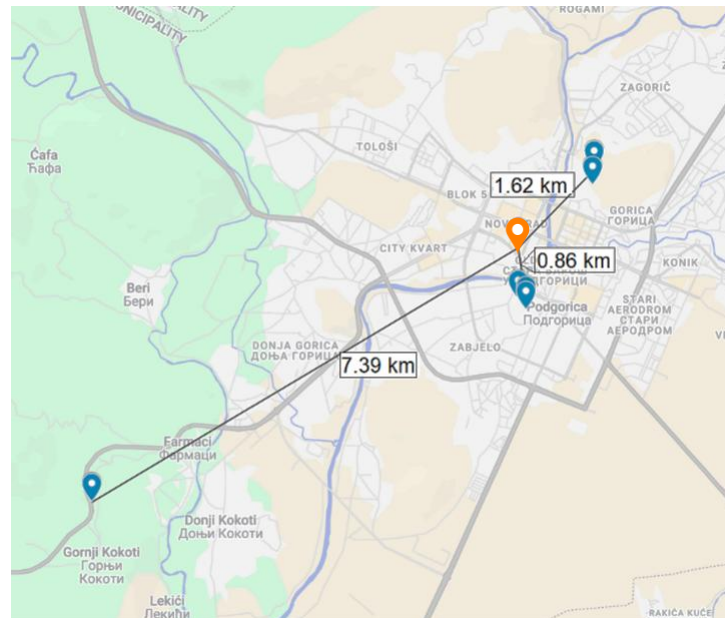 ROGAMI
MUNICIPALITY
ZAGORIČ
TOLOŠI
Ćafa
Ћафа
1.62 km
BLOK 5
GORICA
ГОРИЦА
CITY KVART
0.86 km
KONIK
Beri
Бери
Podgorica
Подгорица
STARI
AERODROM
СТАРИ
АЕРОДРОМ
DONJA GORICA
ДОЊА ГОРИЦА
ZABJELO
7.39 km
Farmaci
Фармаци
Donji Kokoti
Доњи Кокоти
Gornji Kokoti
Горњи
Кокоти
Lekići
Лекићи
RAKIĆA KUĆE